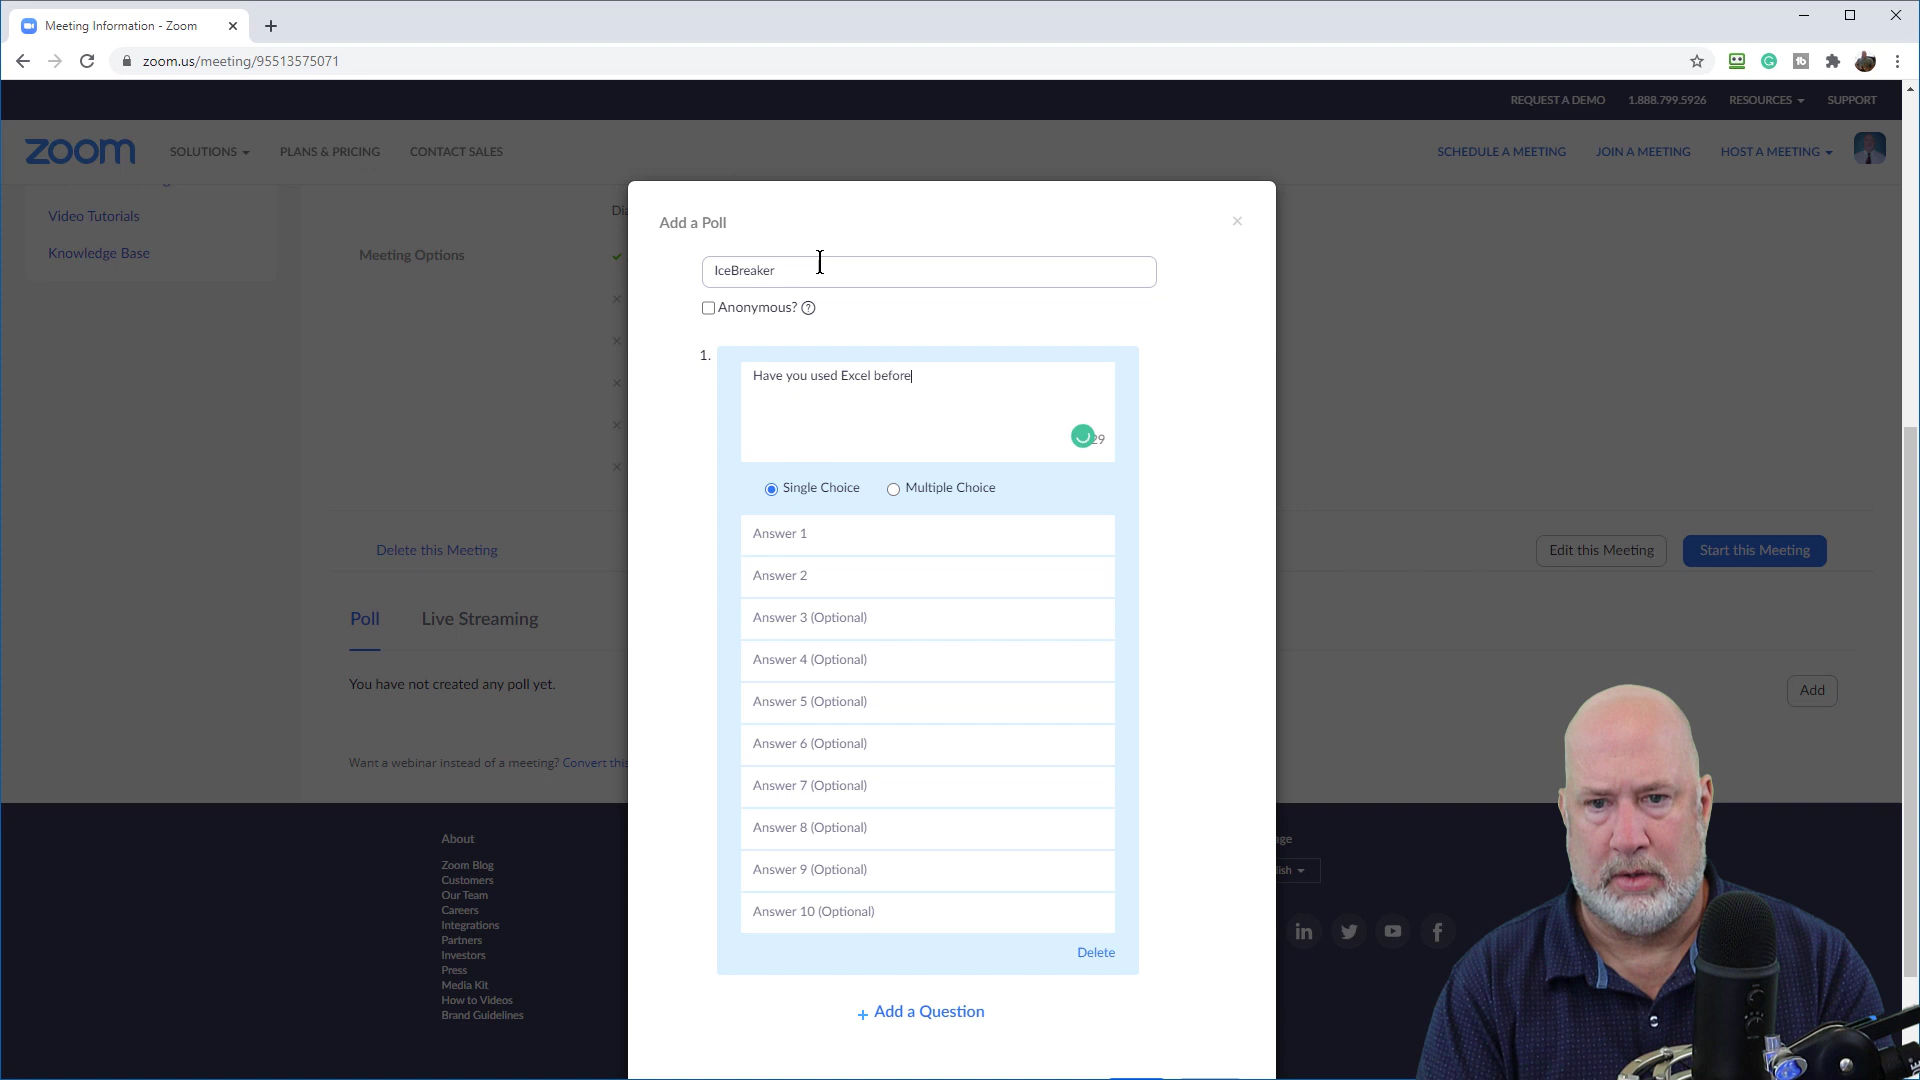 Meeting Information - Zoom
zoom.us/meeting/95513575071
REQUEST A DEMO 1.888.799.5926 RESOURCES SUPPORT
zoom SOLUTIONS PLANS & PRICING CONTACT SALES SCHEDULE A MEETING JOIN A MEETING HOST A MEETING
Video Tutorials
Knowledge Base
Meeting Options
Add a Poll
IceBreaker
Anonymous?
1.
Have you used Excel before
29
Single Choice Multiple Choice
Answer 1
Answer 2
Answer 3 (Optional)
Answer 4 (Optional)
Answer 5 (Optional)
Answer 6 (Optional)
Answer 7 (Optional)
Answer 8 (Optional)
Answer 9 (Optional)
Answer 10 (Optional)
Delete
+ Add a Question
Delete this Meeting Edit this Meeting Start this Meeting
Poll Live Streaming
You have not created any poll yet. Add
Want a webinar instead of a meeting? Convert this
About
Zoom Blog
Customers
Our Team
Careers
Integrations
Partners
Investors
Press
Media Kit
How to Videos
Brand Guidelines